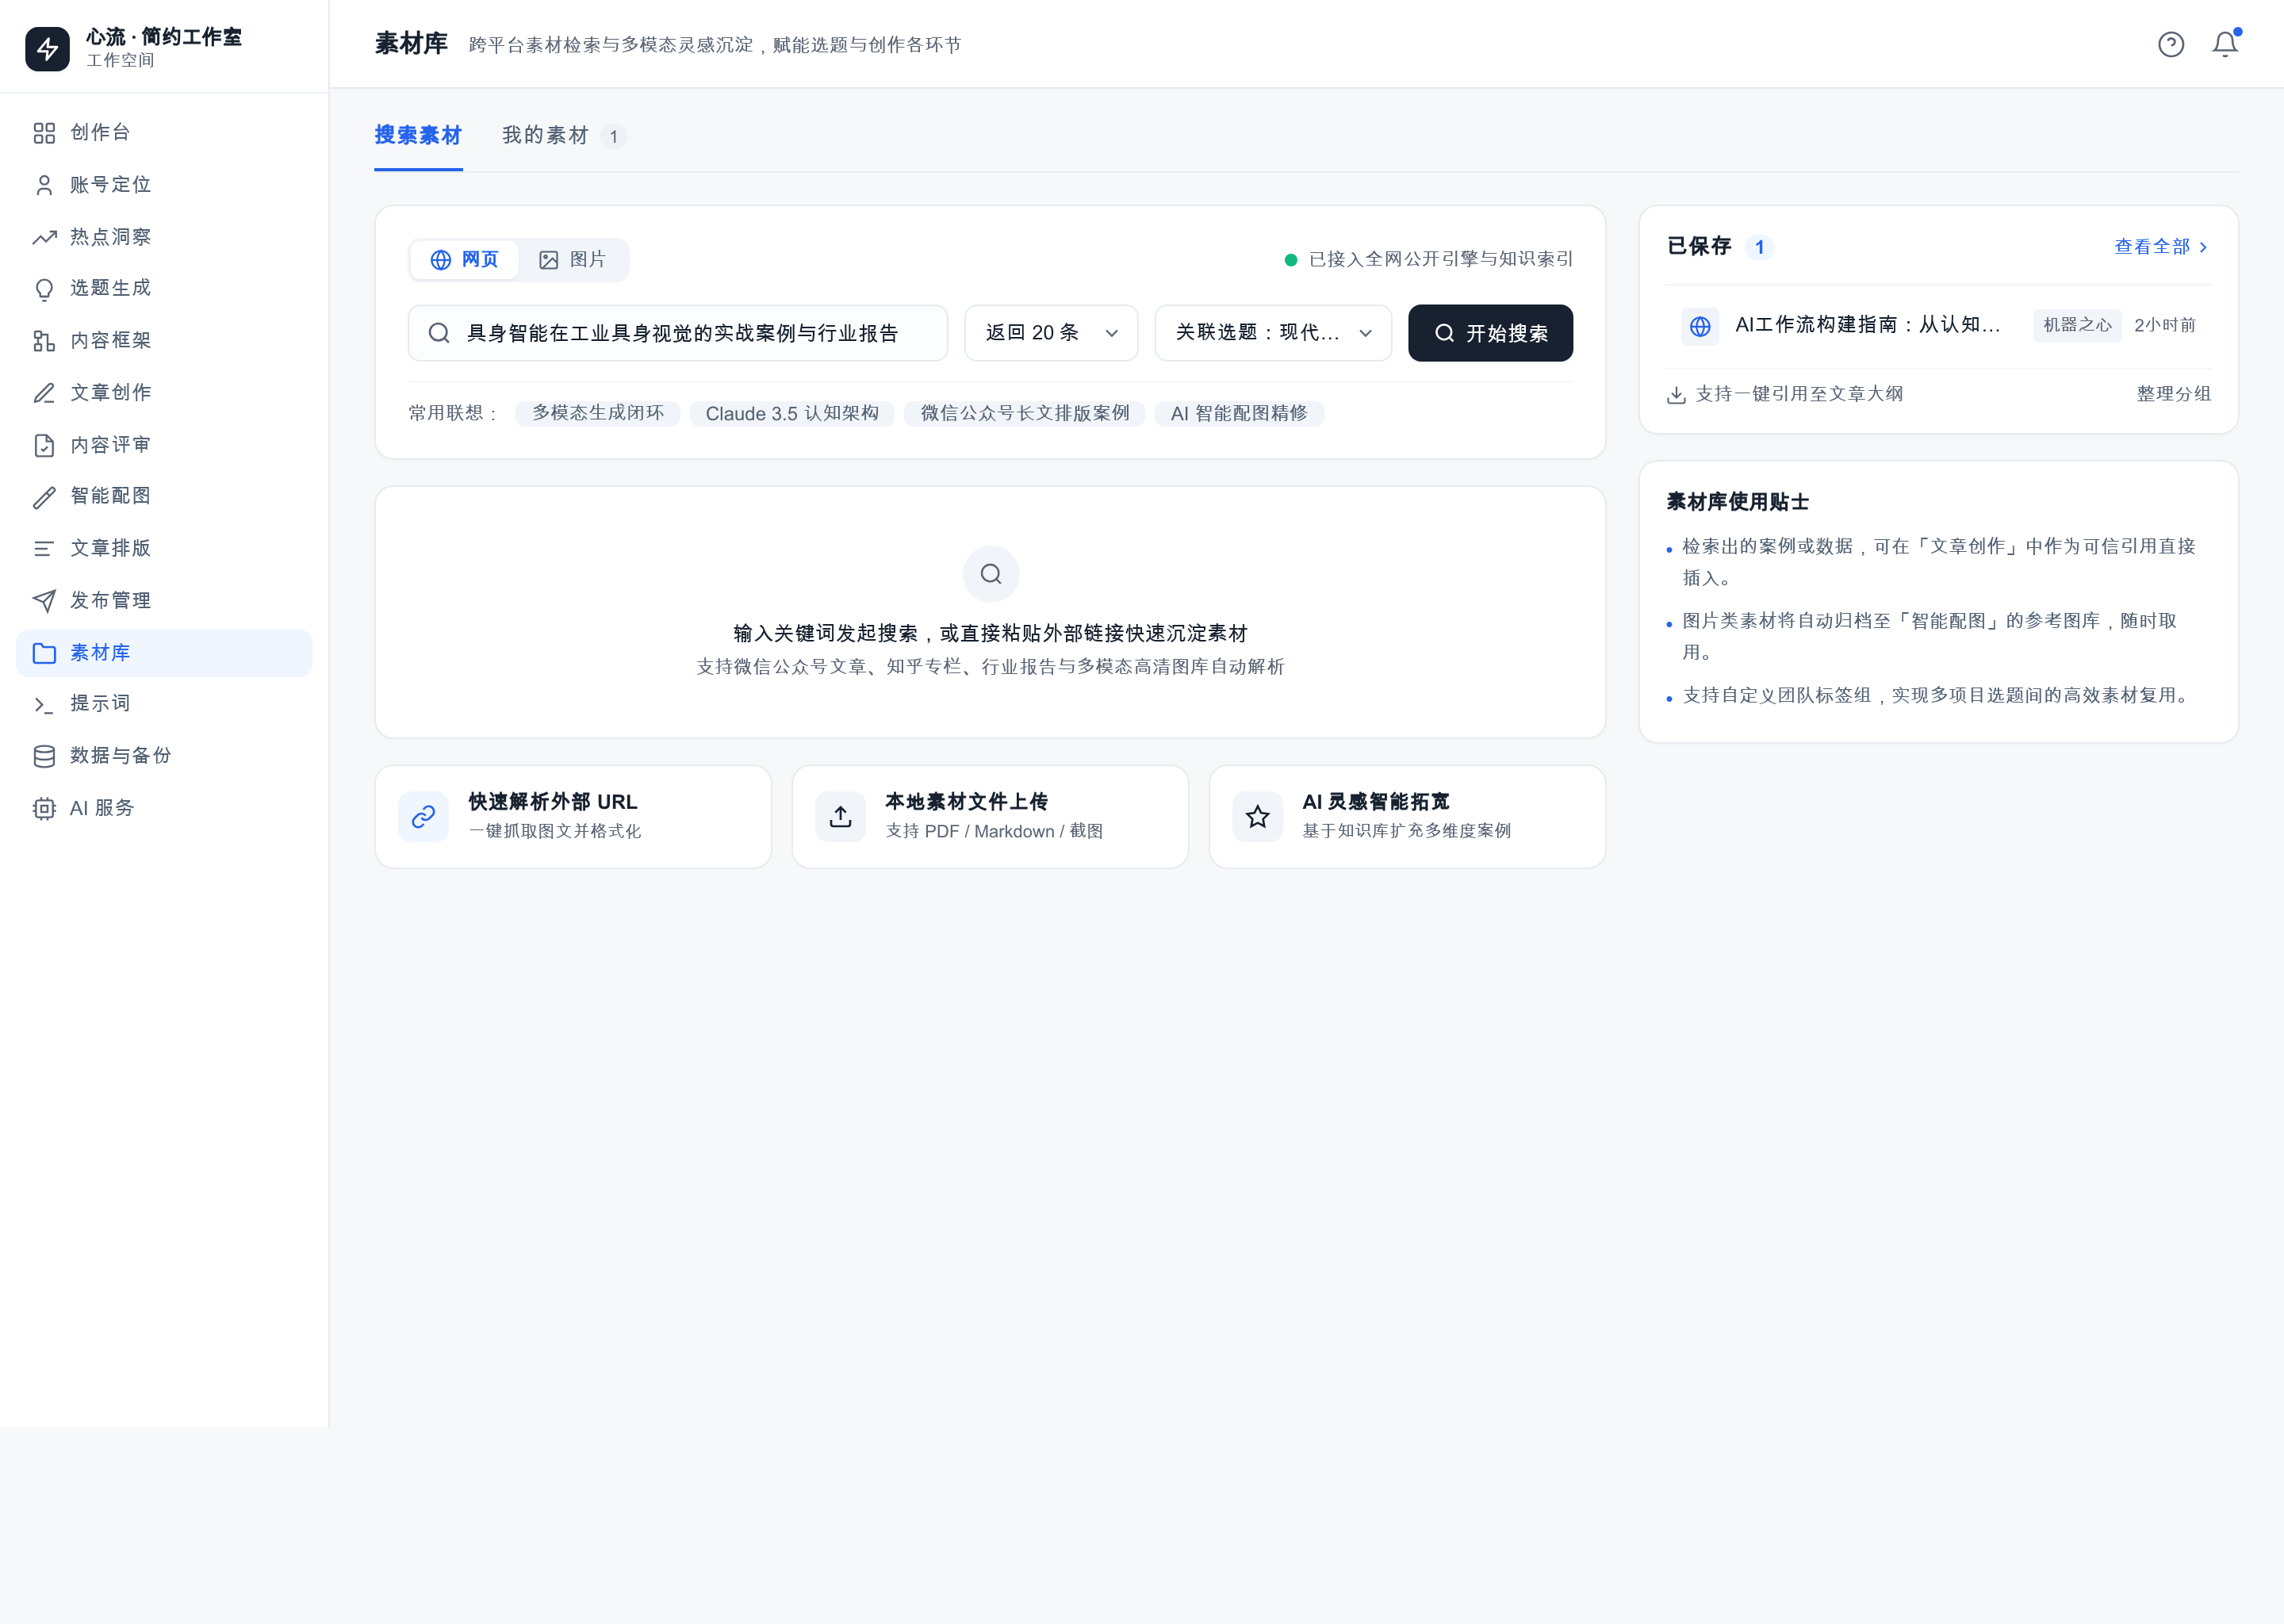 心流 · 简约工作室
工作空间
创作台
账号定位
热点洞察
选题生成
内容框架
文章创作
内容评审
智能配图
文章排版
发布管理
素材库
提示词
数据与备份
AI 服务
素材库 跨平台素材检索与多模态灵感沉淀，赋能选题与创作各环节
搜索素材 我的素材 1
网页 图片 已接入全网公开引擎与知识索引
具身智能在工业具身视觉的实战案例与行业报告 返回 20 条 关联选题：现代... 开始搜索
常用联想： 多模态生成闭环 Claude 3.5 认知架构 微信公众号长文排版案例 AI 智能配图精修
输入关键词发起搜索，或直接粘贴外部链接快速沉淀素材
支持微信公众号文章、知乎专栏、行业报告与多模态高清图库自动解析
快速解析外部 URL
一键抓取图文并格式化
本地素材文件上传
支持 PDF / Markdown / 截图
AI 灵感智能拓宽
基于知识库扩充多维度案例
已保存 1 查看全部
AI工作流构建指南：从认知... 机器之心 2小时前
支持一键引用至文章大纲 整理分组
素材库使用贴士
• 检索出的案例或数据，可在「文章创作」中作为可信引用直接
插入。
• 图片类素材将自动归档至「智能配图」的参考图库，随时取
用。
• 支持自定义团队标签组，实现多项目选题间的高效素材复用。